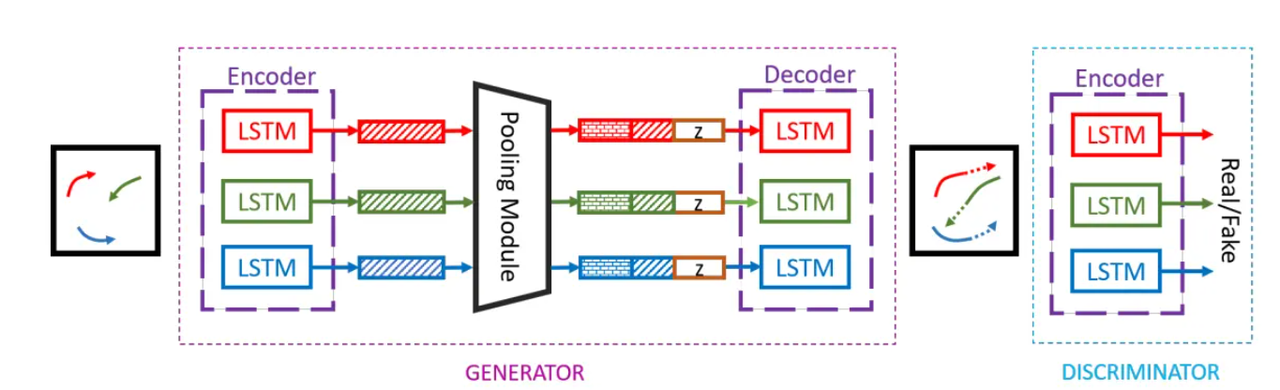 Encoder
Decoder
Encoder
LSTM
z
LSTM
LSTM
LSTM
z
LSTM
LSTM
LSTM
z
LSTM
LSTM
Pooling Module
Real/Fake
GENERATOR
DISCRIMINATOR